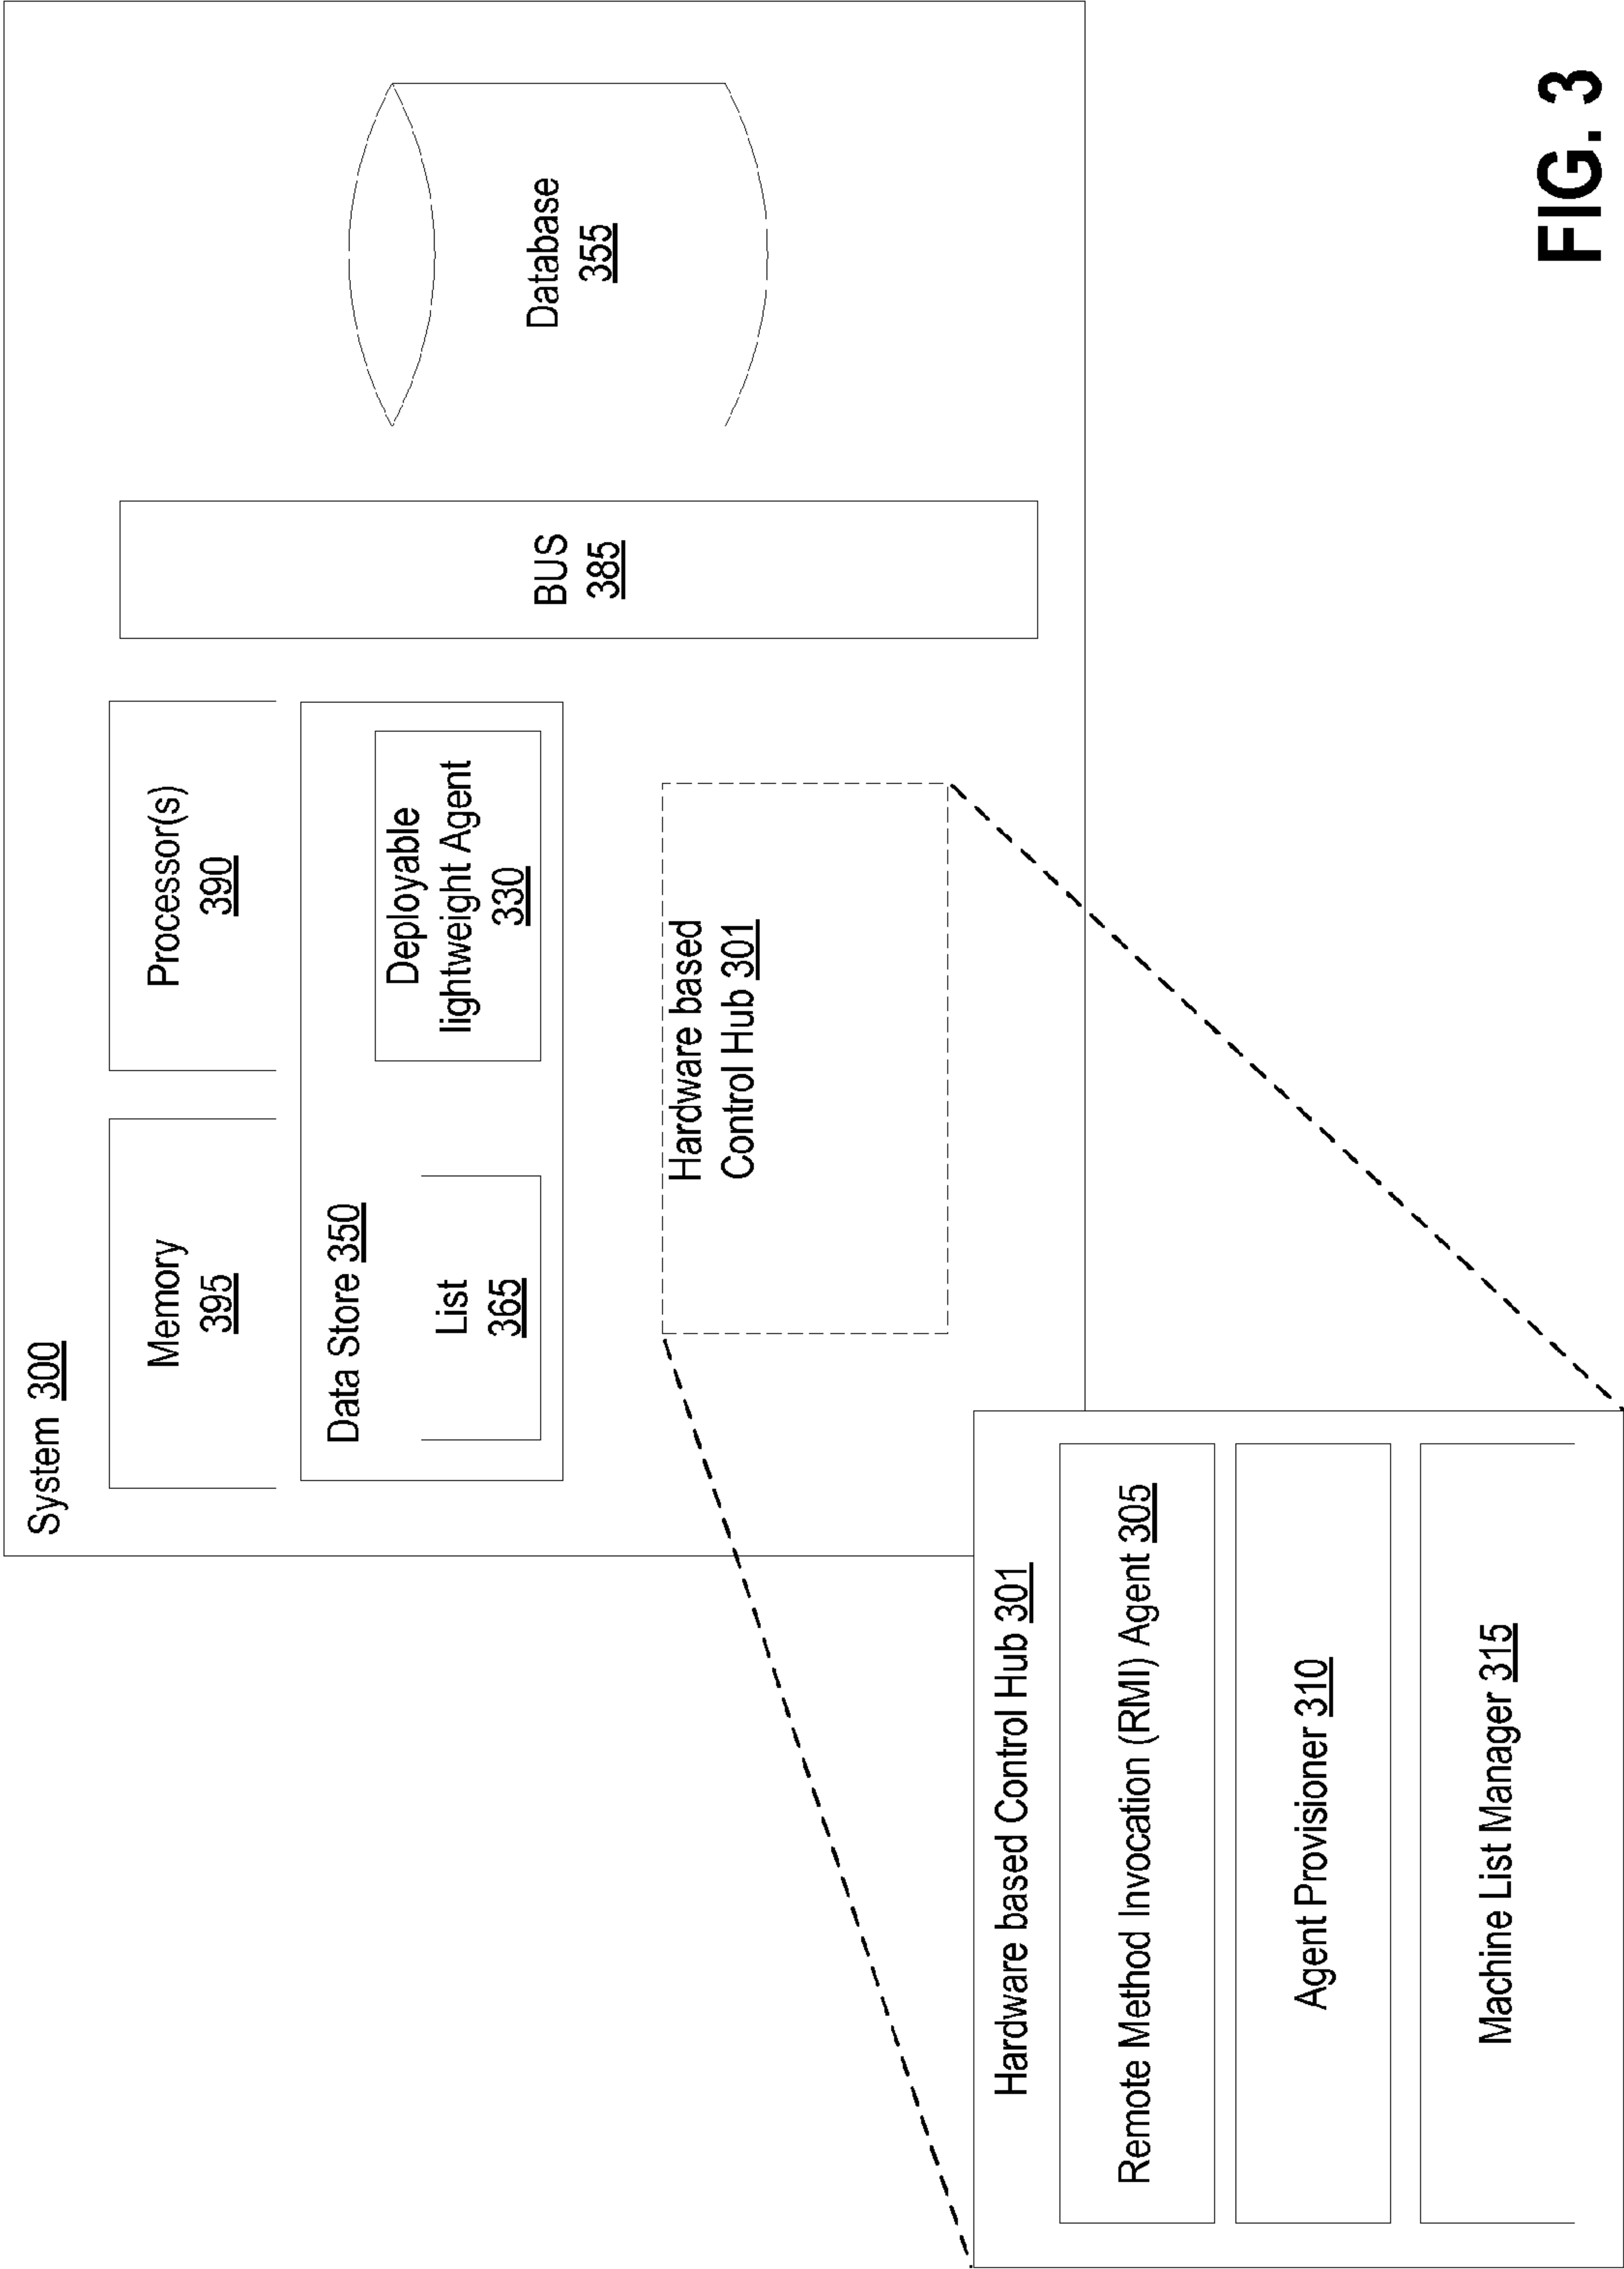 System 300
Memory
395
Processor(s)
390
Data Store 350
List
365
Deployable
lightweight Agent
330
Hardware based
Control Hub 301
BUS
385
Database
355
Hardware based Control Hub 301
Remote Method Invocation (RMI) Agent 305
Agent Provisioner 310
Machine List Manager 315
FIG. 3